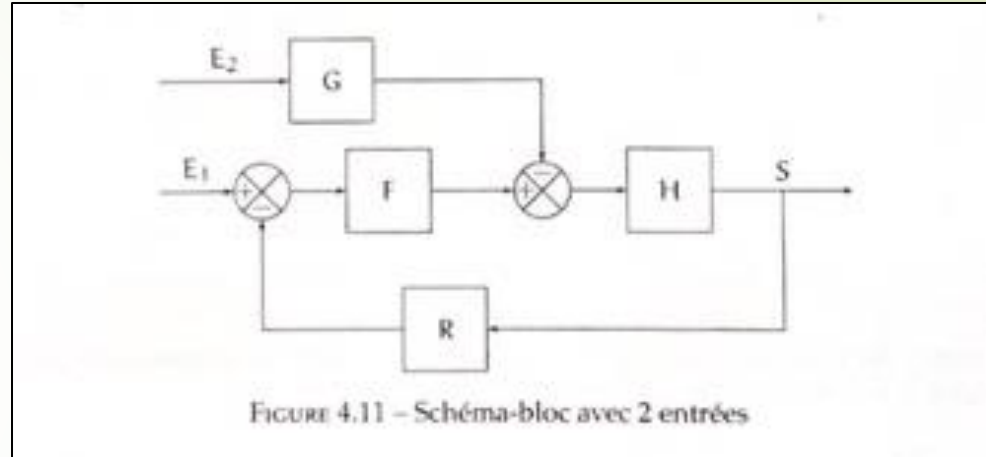 E₂
G
E₁
+
−
F
+
−
H
S
R
FIGURE 4.11 – Schéma-bloc avec 2 entrées